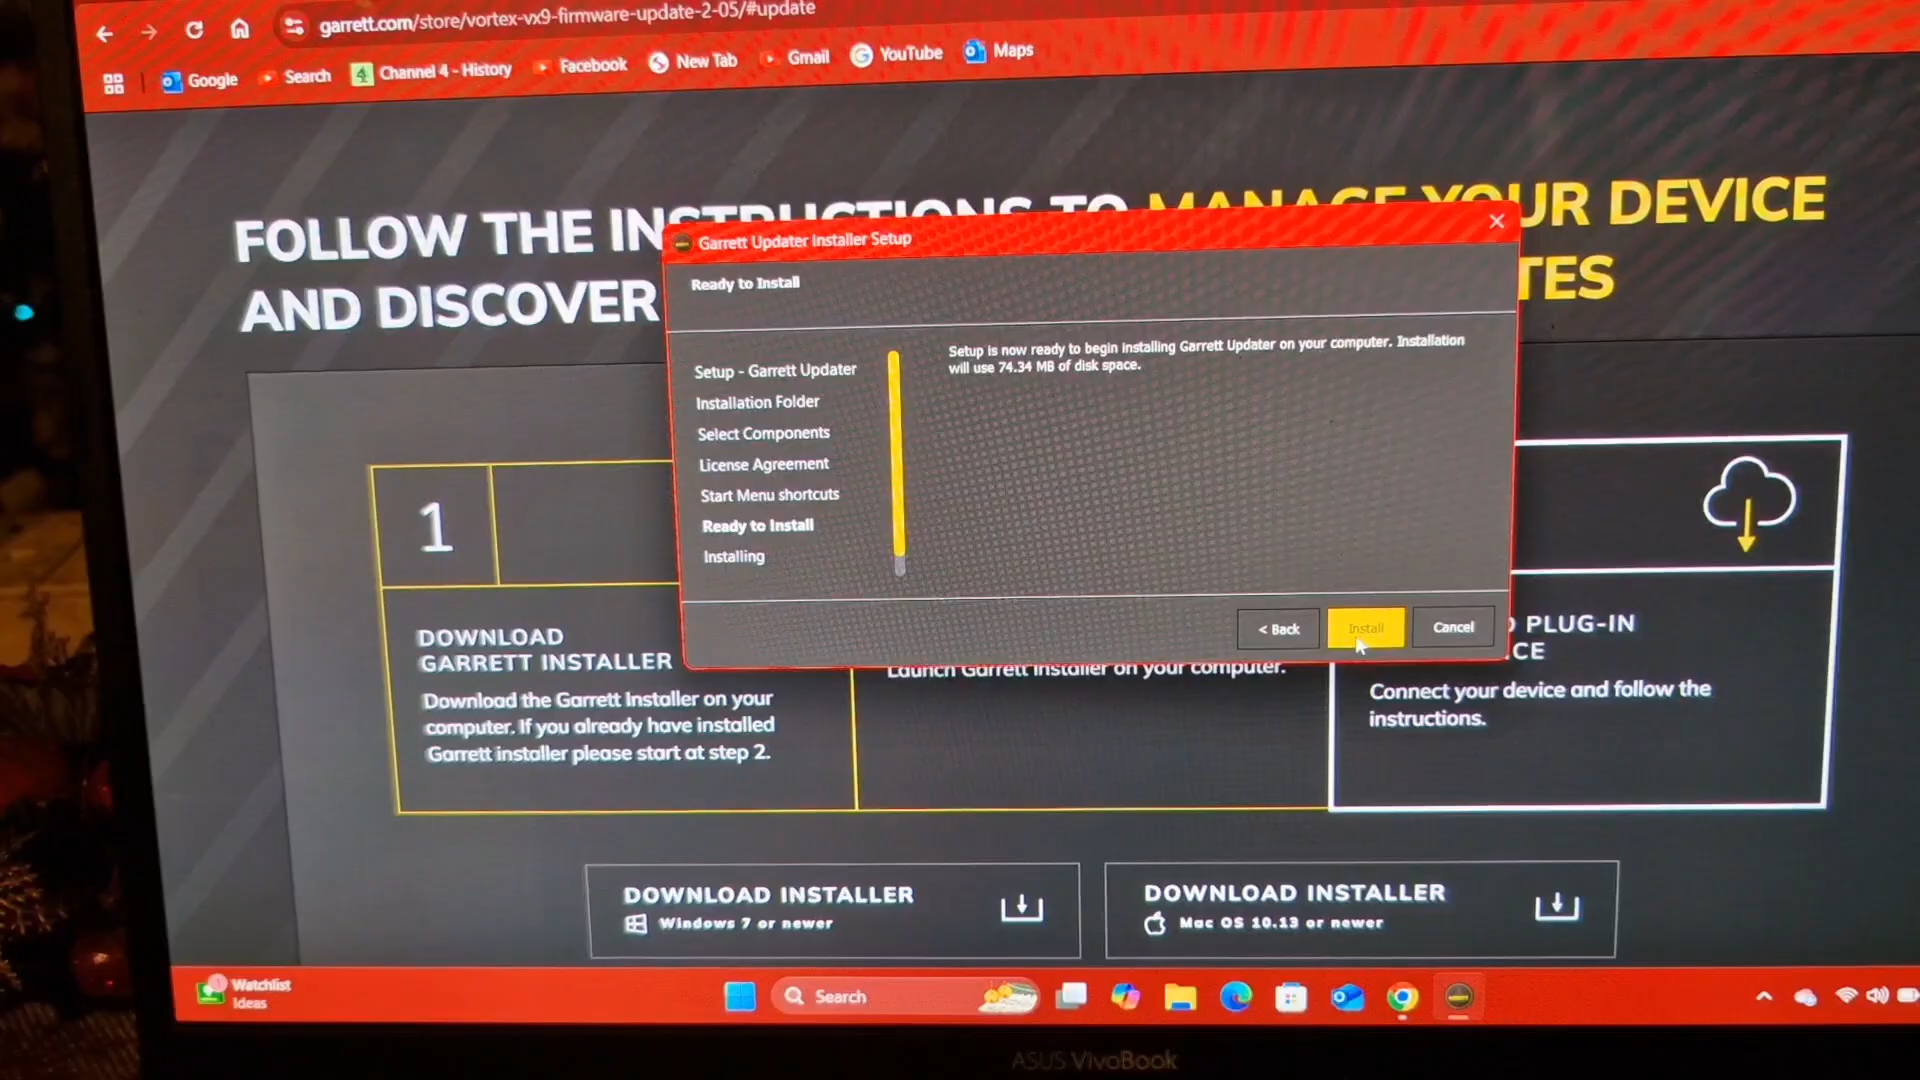 garrett.com/store/vortex-vx9-firmware-update-2-05/#update
Google Search Channel 4 - History Facebook New Tab Gmail YouTube Maps
FOLLOW THE INSTRUCTIONS TO MANAGE YOUR DEVICE
AND DISCOVER TES
Garrett Updater Installer Setup
Ready to Install
Setup - Garrett Updater
Installation Folder
Select Components
License Agreement
Start Menu shortcuts
Ready to Install
Installing
Setup is now ready to begin installing Garrett Updater on your computer. Installation
will use 74.34 MB of disk space.
< Back Install Cancel
1
DOWNLOAD
GARRETT INSTALLER
Download the Garrett Installer on your
computer. If you already have installed
Garrett installer please start at step 2.
Launch Garrett Installer on your computer.
PLUG-IN
CE
Connect your device and follow the
instructions.
DOWNLOAD INSTALLER
Windows 7 or newer
DOWNLOAD INSTALLER
Mac OS 10.13 or newer
Watchlist
Ideas
Search
ASUS VivoBook